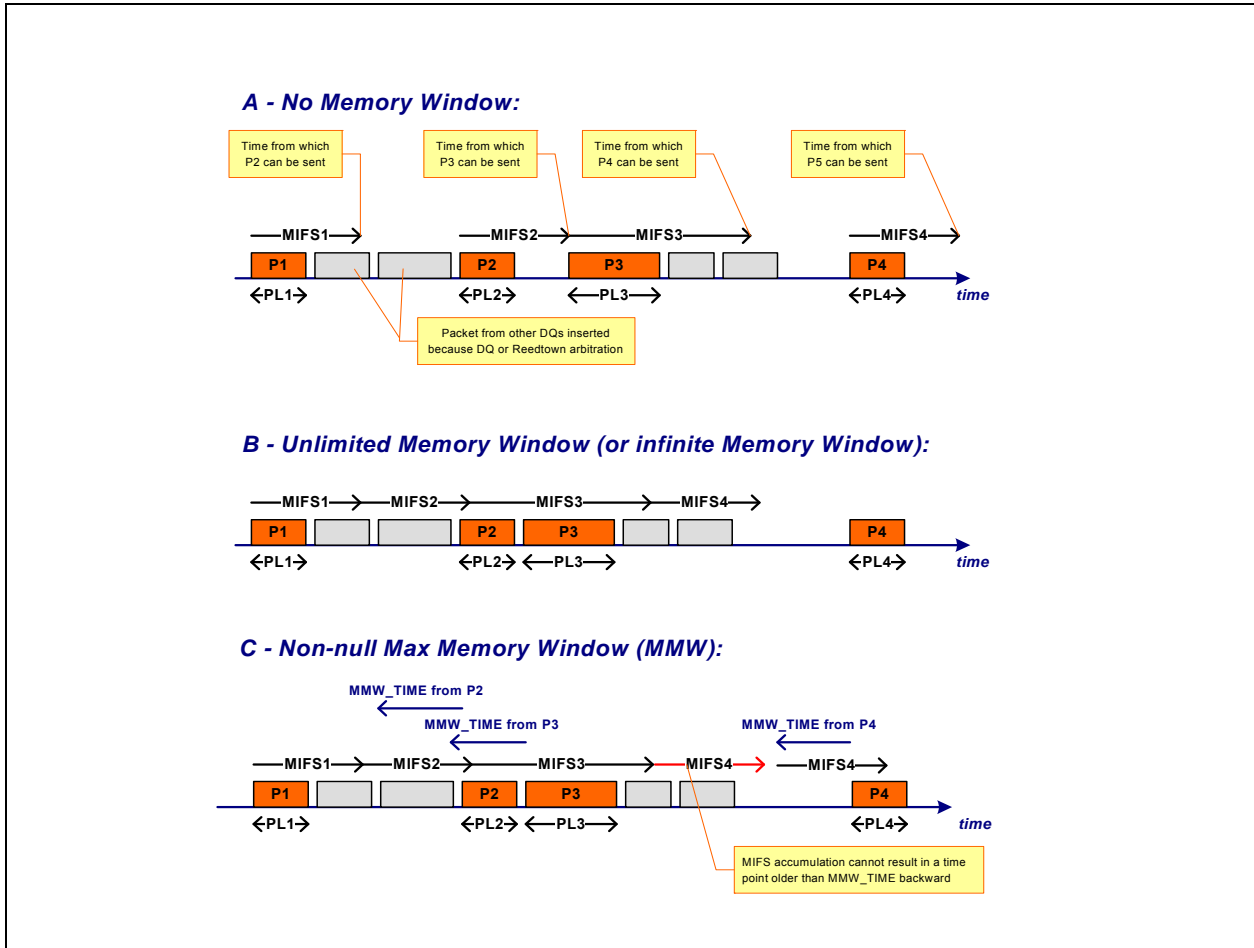 A - No Memory Window:
Time from which
P2 can be sent
Time from which
P3 can be sent
Time from which
P4 can be sent
Time from which
P5 can be sent
MIFS1
MIFS2
MIFS3
MIFS4
P1
P2
P3
P4
PL1
PL2
PL3
PL4
time
Packet from other DQs inserted
because DQ or Reedtown arbitration
B - Unlimited Memory Window (or infinite Memory Window):
MIFS1
MIFS2
MIFS3
MIFS4
P1
P2
P3
P4
PL1
PL2
PL3
PL4
time
C - Non-null Max Memory Window (MMW):
MMW_TIME from P2
MMW_TIME from P3
MMW_TIME from P4
MIFS1
MIFS2
MIFS3
MIFS4
MIFS4
P1
P2
P3
P4
PL1
PL2
PL3
PL4
time
MIFS accumulation cannot result in a time
point older than MMW_TIME backward